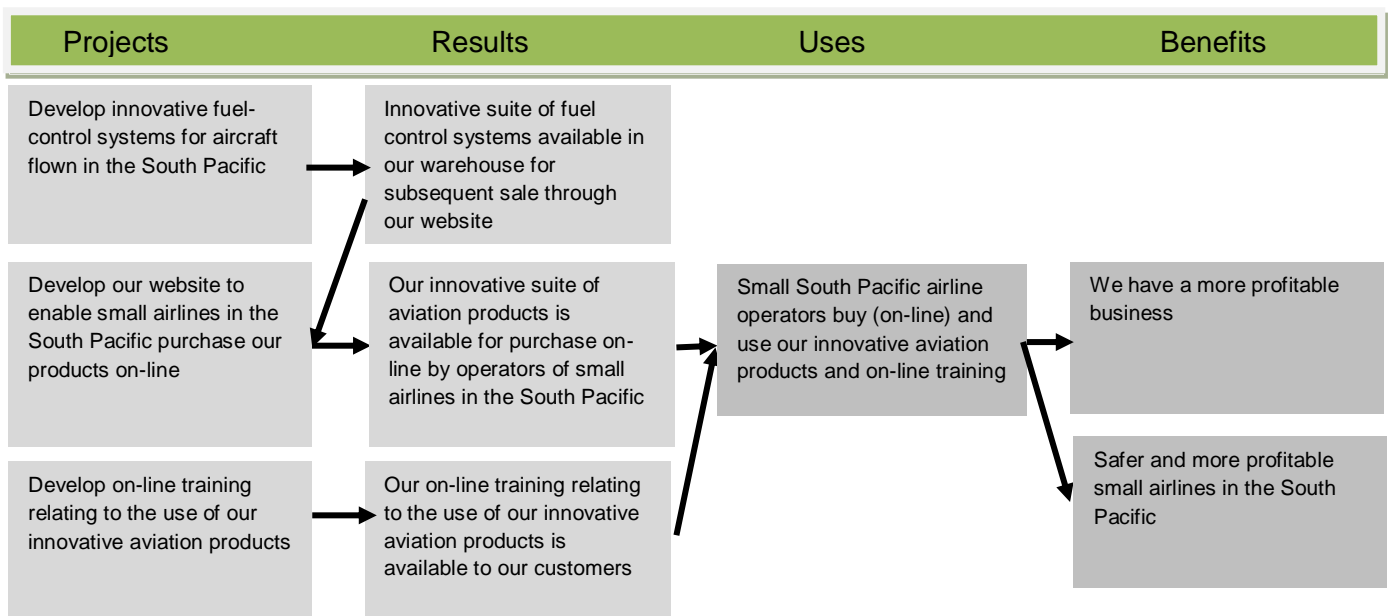 Projects
Results
Uses
Benefits
Develop innovative fuel-
control systems for aircraft
flown in the South Pacific
Innovative suite of fuel
control systems available in
our warehouse for
subsequent sale through
our website
Develop our website to
enable small airlines in the
South Pacific purchase our
products on-line
Our innovative suite of
aviation products is
available for purchase on-
line by operators of small
airlines in the South Pacific
Small South Pacific airline
operators buy (on-line) and
use our innovative aviation
products and on-line training
We have a more profitable
business
Safer and more profitable
small airlines in the South
Pacific
Develop on-line training
relating to the use of our
innovative aviation products
Our on-line training relating
to the use of our innovative
aviation products is
available to our customers